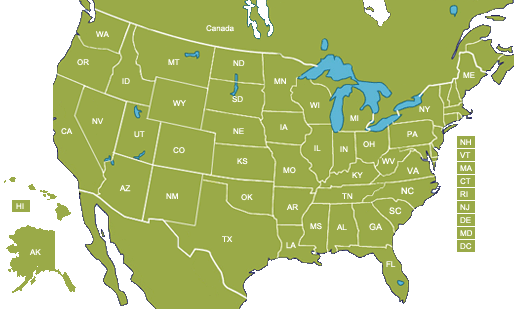 Canada
WA
MT
ND
MN
ME
OR
ID
SD
WI
MI
NY
WY
NV
NE
IA
PA
UT
CO
IL
IN
OH
CA
KS
MO
WV
VA
KY
NC
AZ
NM
OK
AR
TN
SC
MS
AL
GA
TX
LA
FL
NH
VT
MA
CT
RI
NJ
DE
MD
DC
HI
AK